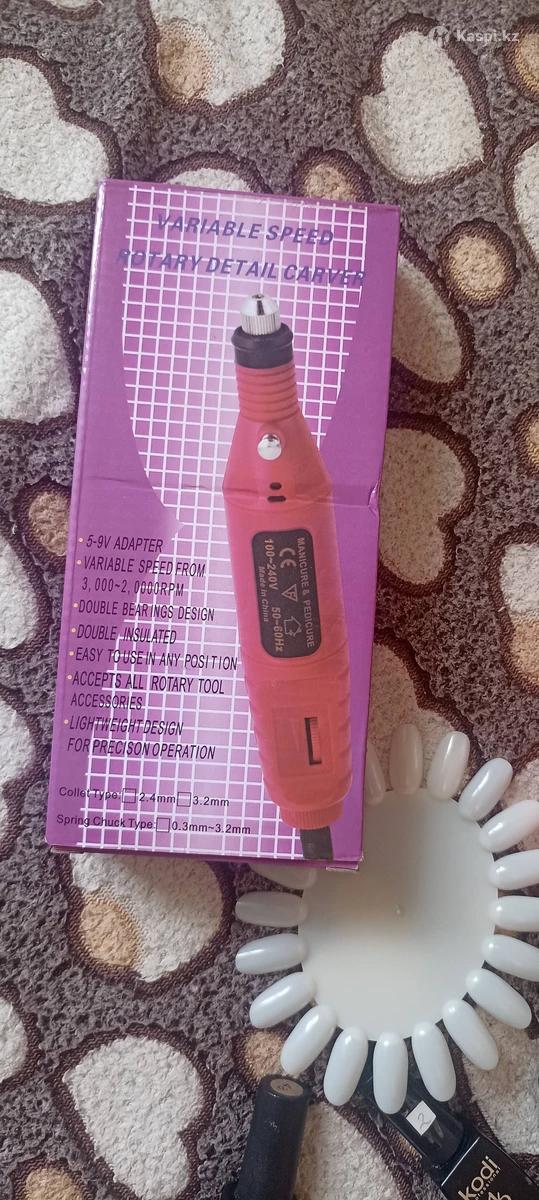 Kaspi.kz
VARIABLE SPEED
ROTARY DETAIL CARVER
MANICURE & PEDICURE
CE
100-240V 50~60Hz
Made in China
• 5-9V ADAPTER
• VARIABLE SPEED FROM
3,000~2,0000RPM
• DOUBLE BEARINGS DESIGN
• DOUBLE INSULATED
• EASY TO USE IN ANY POSITION
• ACCEPTS ALL ROTARY TOOL
ACCESSORIES
• LIGHTWEIGHT DESIGN
FOR PRECISON OPERATION
Collet Type: 2.4mm 3.2mm
Spring Chuck Type: 0.3mm~3.2mm
2
kodi